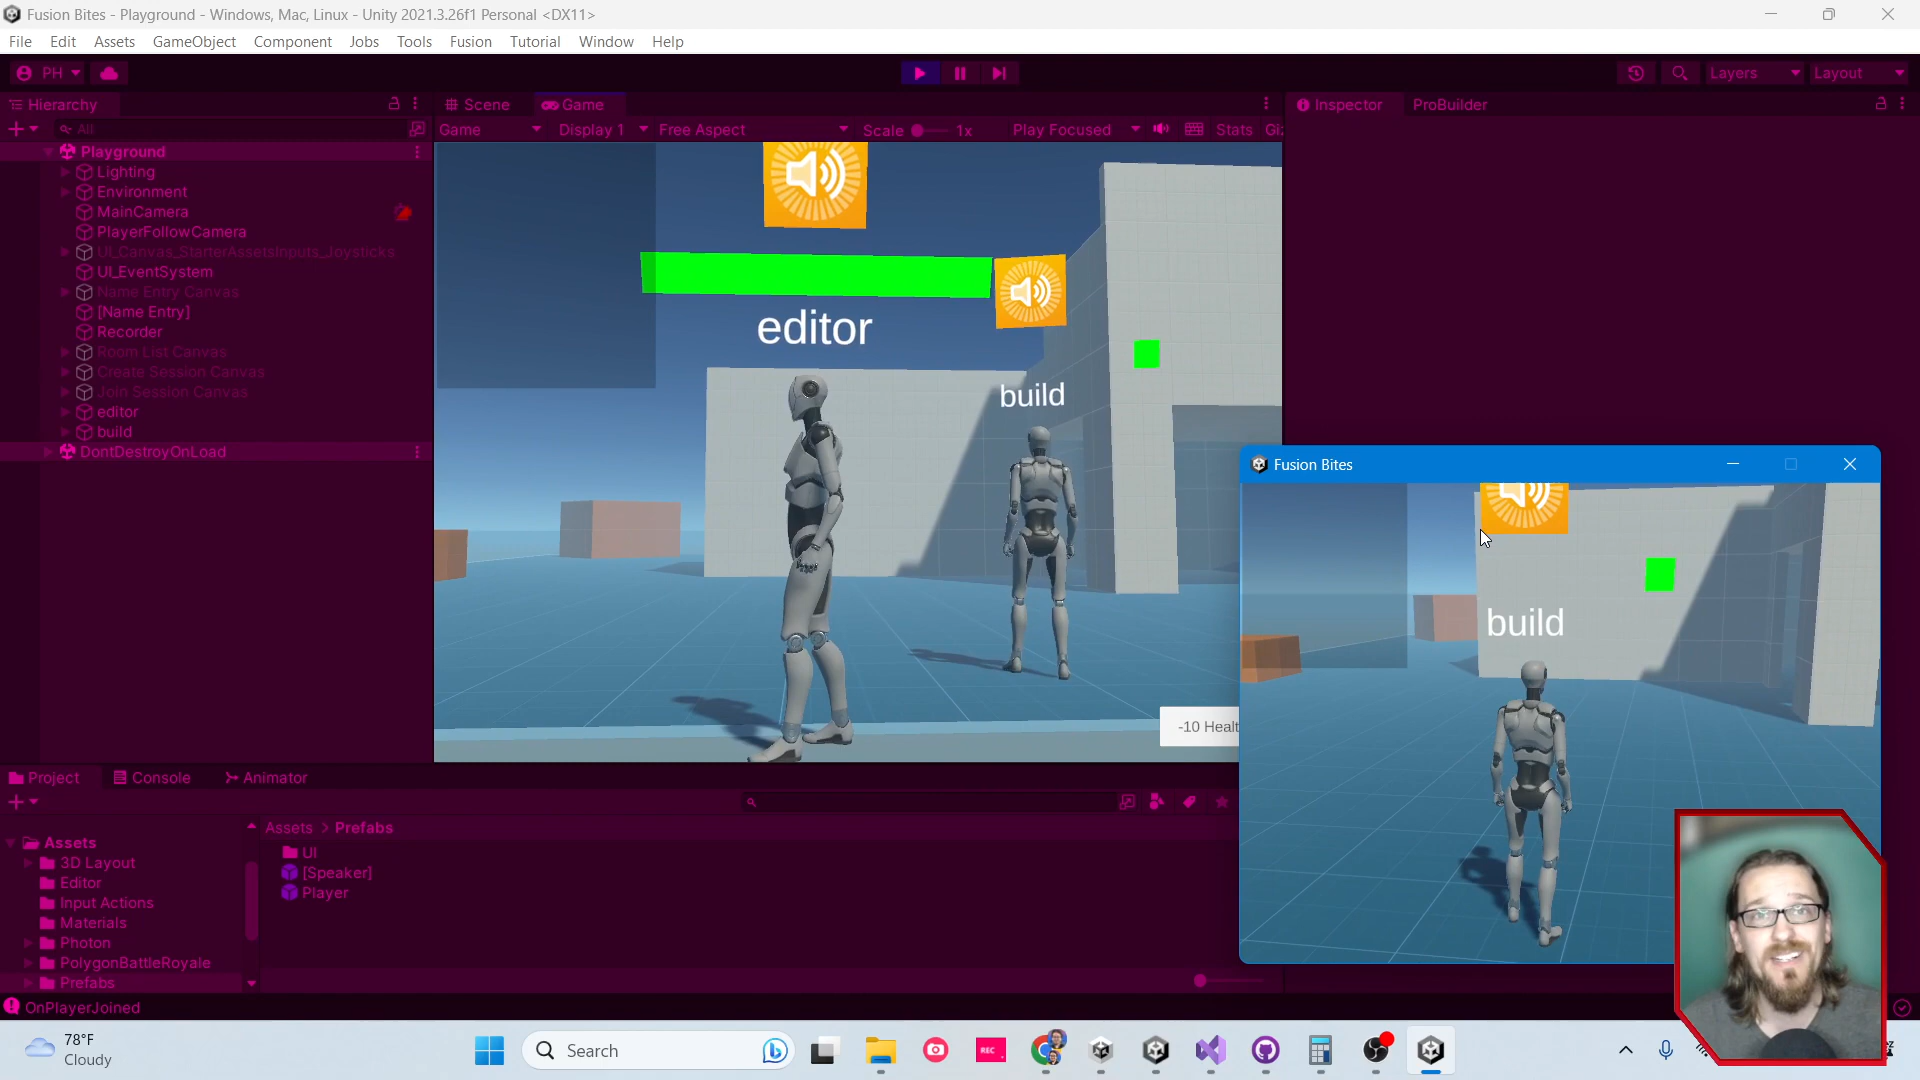 Fusion Bites - Playground - Windows, Mac, Linux - Unity 2021.3.26f1 Personal <DX11>
File Edit Assets GameObject Component Jobs Tools Fusion Tutorial Window Help
PH Layers Layout
Hierarchy Scene Game Inspector ProBuilder
All Game Display 1 Free Aspect Scale 1x Play Focused Stats Giz
Playground
Lighting
Environment
MainCamera
PlayerFollowCamera
UI_Canvas_StarterAssetsInputs_Joysticks
UI_EventSystem
Name Entry Canvas
[Name Entry]
Recorder
Room List Canvas
Create Session Canvas
Join Session Canvas
editor
build
DontDestroyOnLoad
editor
build
-10 Healt
Fusion Bites
build
Project Console Animator
Assets
3D Layout
Editor
Input Actions
Materials
Photon
PolygonBattleRoyale
Prefabs
Assets > Prefabs
UI
[Speaker]
Player
OnPlayerJoined
78°F
Cloudy
Search
REC